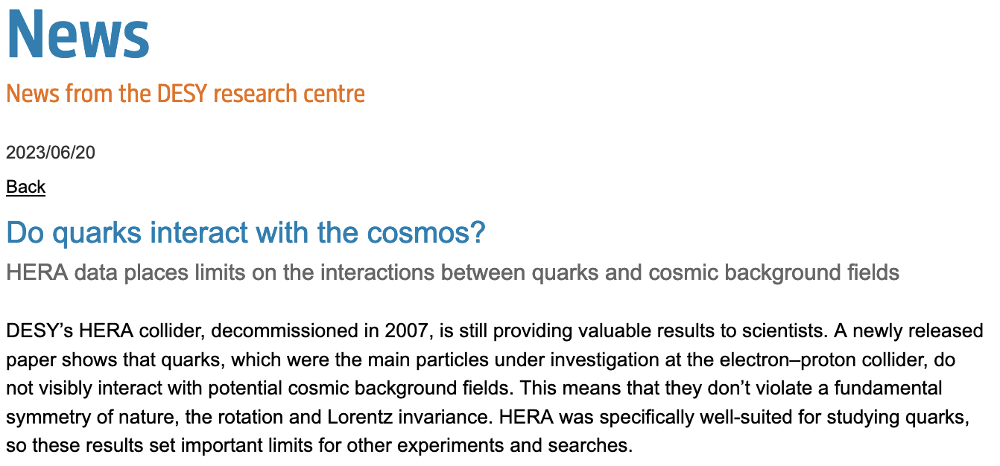 News
News from the DESY research centre
2023/06/20
Back
Do quarks interact with the cosmos?
HERA data places limits on the interactions between quarks and cosmic background fields
DESY’s HERA collider, decommissioned in 2007, is still providing valuable results to scientists. A newly released
paper shows that quarks, which were the main particles under investigation at the electron–proton collider, do
not visibly interact with potential cosmic background fields. This means that they don’t violate a fundamental
symmetry of nature, the rotation and Lorentz invariance. HERA was specifically well-suited for studying quarks,
so these results set important limits for other experiments and searches.